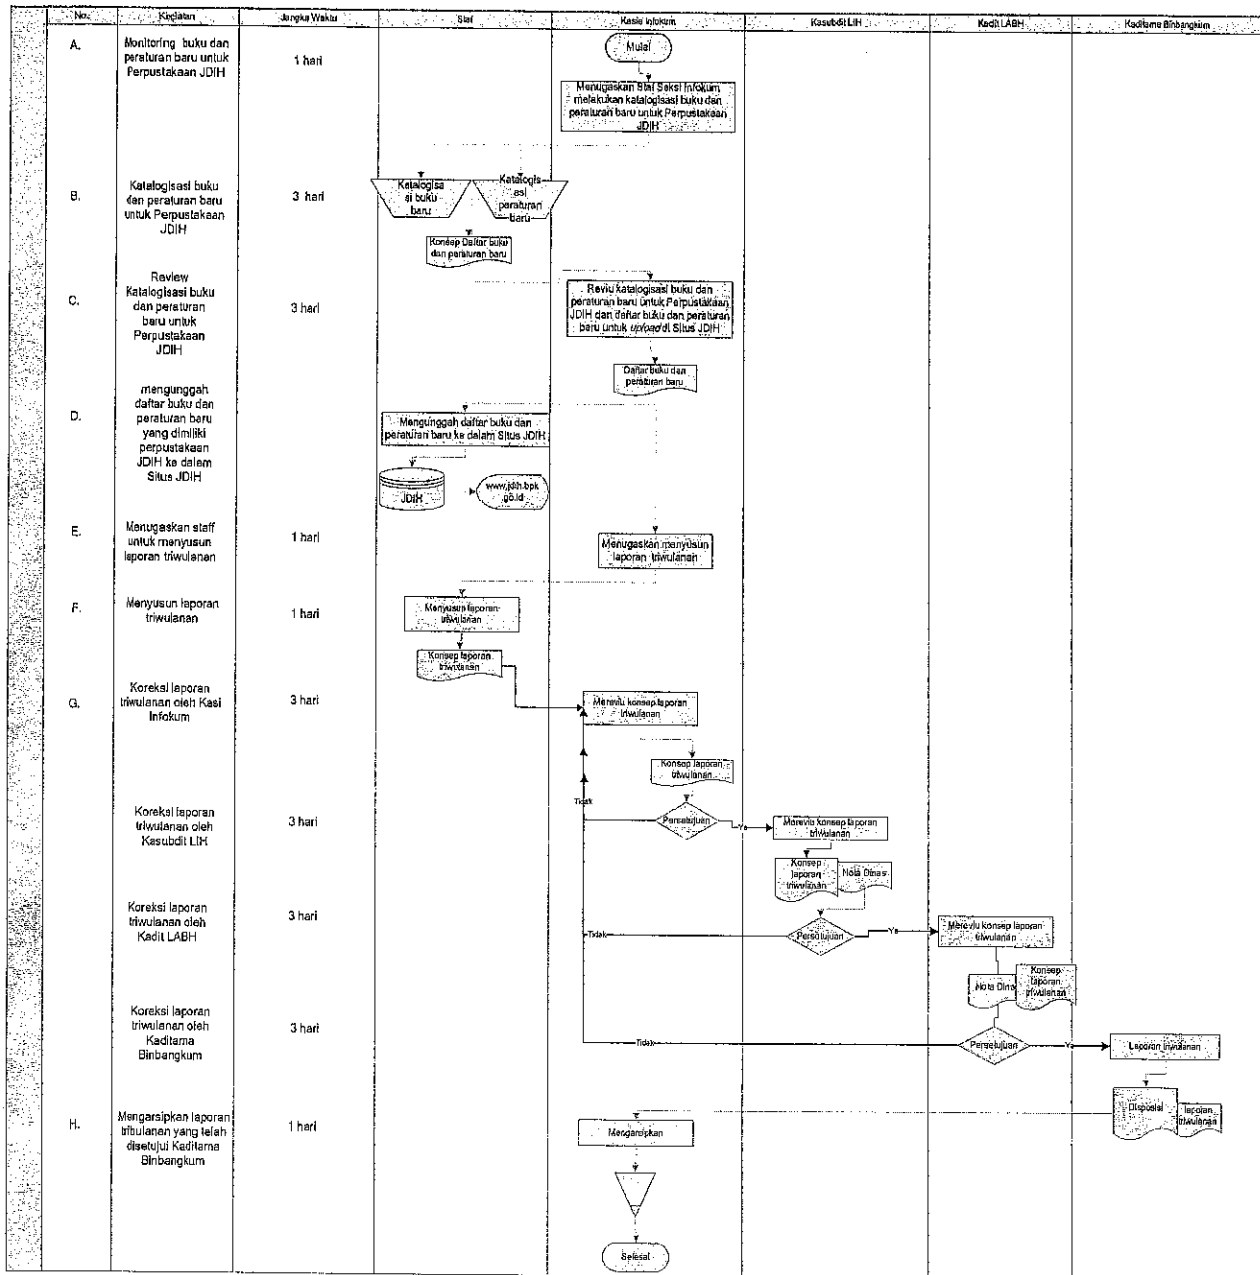 No.
Kegiatan
Jangka Waktu
Staf
Kasie Infokum
Kasubdit LIH
Kadit LABH
Kaditama Binbangkum
A.
Monitoring buku dan
peraturan baru untuk
Perpustakaan JDIH
1 hari
Mulai
Menugaskan Staf Seksi Infokum
melakukan katalogisasi buku dan
peraturan baru untuk Perpustakaan
JDIH
B.
Katalogisasi buku
dan peraturan baru
untuk Perpustakaan
JDIH
3 hari
Katalogisa
si buku
baru
Katalogis
asi
peraturan
baru
Konsep Daftar buku
dan peraturan baru
C.
Review
Katalogisasi buku
dan peraturan
baru untuk
Perpustakaan
JDIH
3 hari
Reviu katalogisasi buku dan
peraturan baru untuk Perpustakaan
JDIH dan daftar buku dan peraturan
baru untuk upload di Situs JDIH
Daftar buku dan
peraturan baru
D.
mengunggah
daftar buku dan
peraturan baru
yang dimiliki
perpustakaan
JDIH ke dalam
Situs JDIH
Mengunggah daftar buku dan
peraturan baru ke dalam Situs JDIH
JDIH
www.jdih.bpk.
go.id
E.
Menugaskan staff
untuk menyusun
laporan triwulanan
1 hari
Menugaskan menyusun
laporan triwulanan
F.
Menyusun laporan
triwulanan
1 hari
Menyusun laporan
triwulanan
Konsep laporan
triwulanan
G.
Koreksi laporan
triwulanan oleh Kasi
Infokum
3 hari
Mereviu konsep laporan
triwulanan
Konsep laporan
triwulanan
Tidak
Persetujuan
Ya
Koreksi laporan
triwulanan oleh
Kasubdit LIH
3 hari
Mereviu konsep laporan
triwulanan
Konsep
laporan
triwulanan
Nota Dinas
Koreksi laporan
triwulanan oleh
Kadit LABH
3 hari
Tidak
Persetujuan
Ya
Mereviu konsep laporan
triwulanan
Nota Dina
Konsep
laporan
triwulanan
Koreksi laporan
triwulanan oleh
Kaditama
Binbangkum
3 hari
Tidak
Persetujuan
Ya
Laporan triwulanan
Disposisi
laporan
triwulanan
H.
Mengarsipkan laporan
tribulanan yang telah
disetujui Kaditama
Binbangkum
1 hari
Mengarsipkan
Selesai